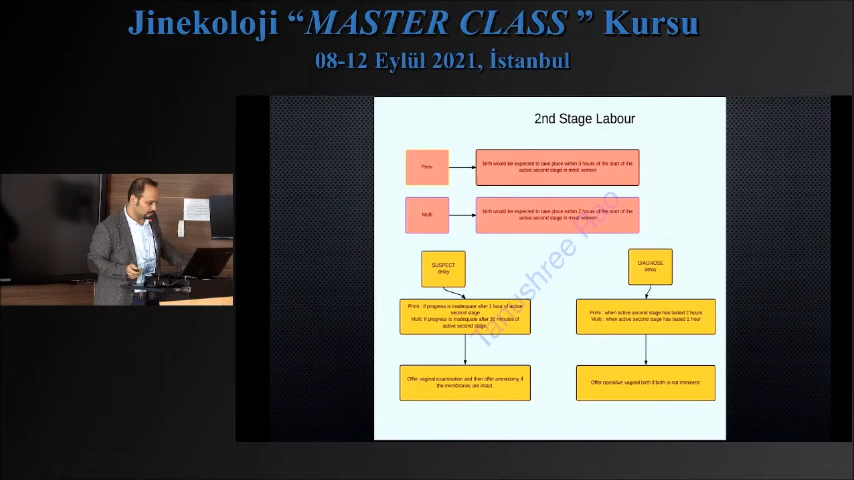 Jinekoloji “MASTER CLASS ” Kursu
08-12 Eylül 2021, İstanbul
2nd Stage Labour
Prim
birth would be expected to take place within 3 hours of the start of the
active second stage in most women
Multi
birth would be expected to take place within 2 hours of the start of the
active second stage in most women
SUSPECT
delay
DIAGNOSE
delay
Primi : if progress is inadequate after 1 hour of active
second stage
Multi: if progress is inadequate after 30 minutes of
active second stage.
Primi : when active second stage has lasted 2 hours
Multi : when active second stage has lasted 1 hour
Offer vaginal examination and then offer amniotomy if
the membranes are intact.
Offer operative vaginal birth if birth is not imminent
Tanushree Rao